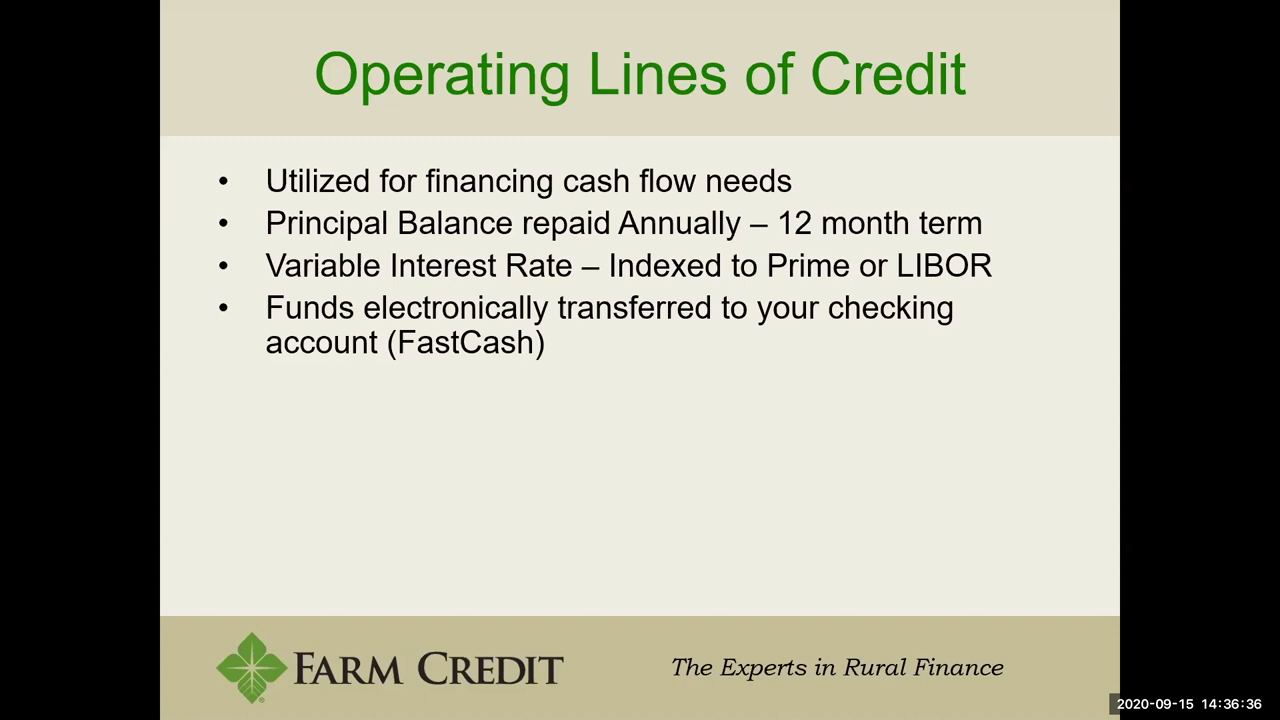 Operating Lines of Credit
• Utilized for financing cash flow needs
• Principal Balance repaid Annually – 12 month term
• Variable Interest Rate – Indexed to Prime or LIBOR
• Funds electronically transferred to your checking
account (FastCash)
FARM CREDIT
The Experts in Rural Finance
2020-09-15 14:36:36